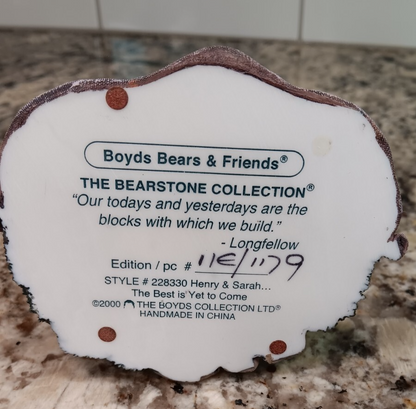 Boyds Bears & Friends®
THE BEARSTONE COLLECTION®
"Our todays and yesterdays are the
blocks with which we build."
- Longfellow
Edition / pc # 11E/1179
STYLE # 228330 Henry & Sarah...
The Best is Yet to Come
©2000 THE BOYDS COLLECTION LTD®
HANDMADE IN CHINA